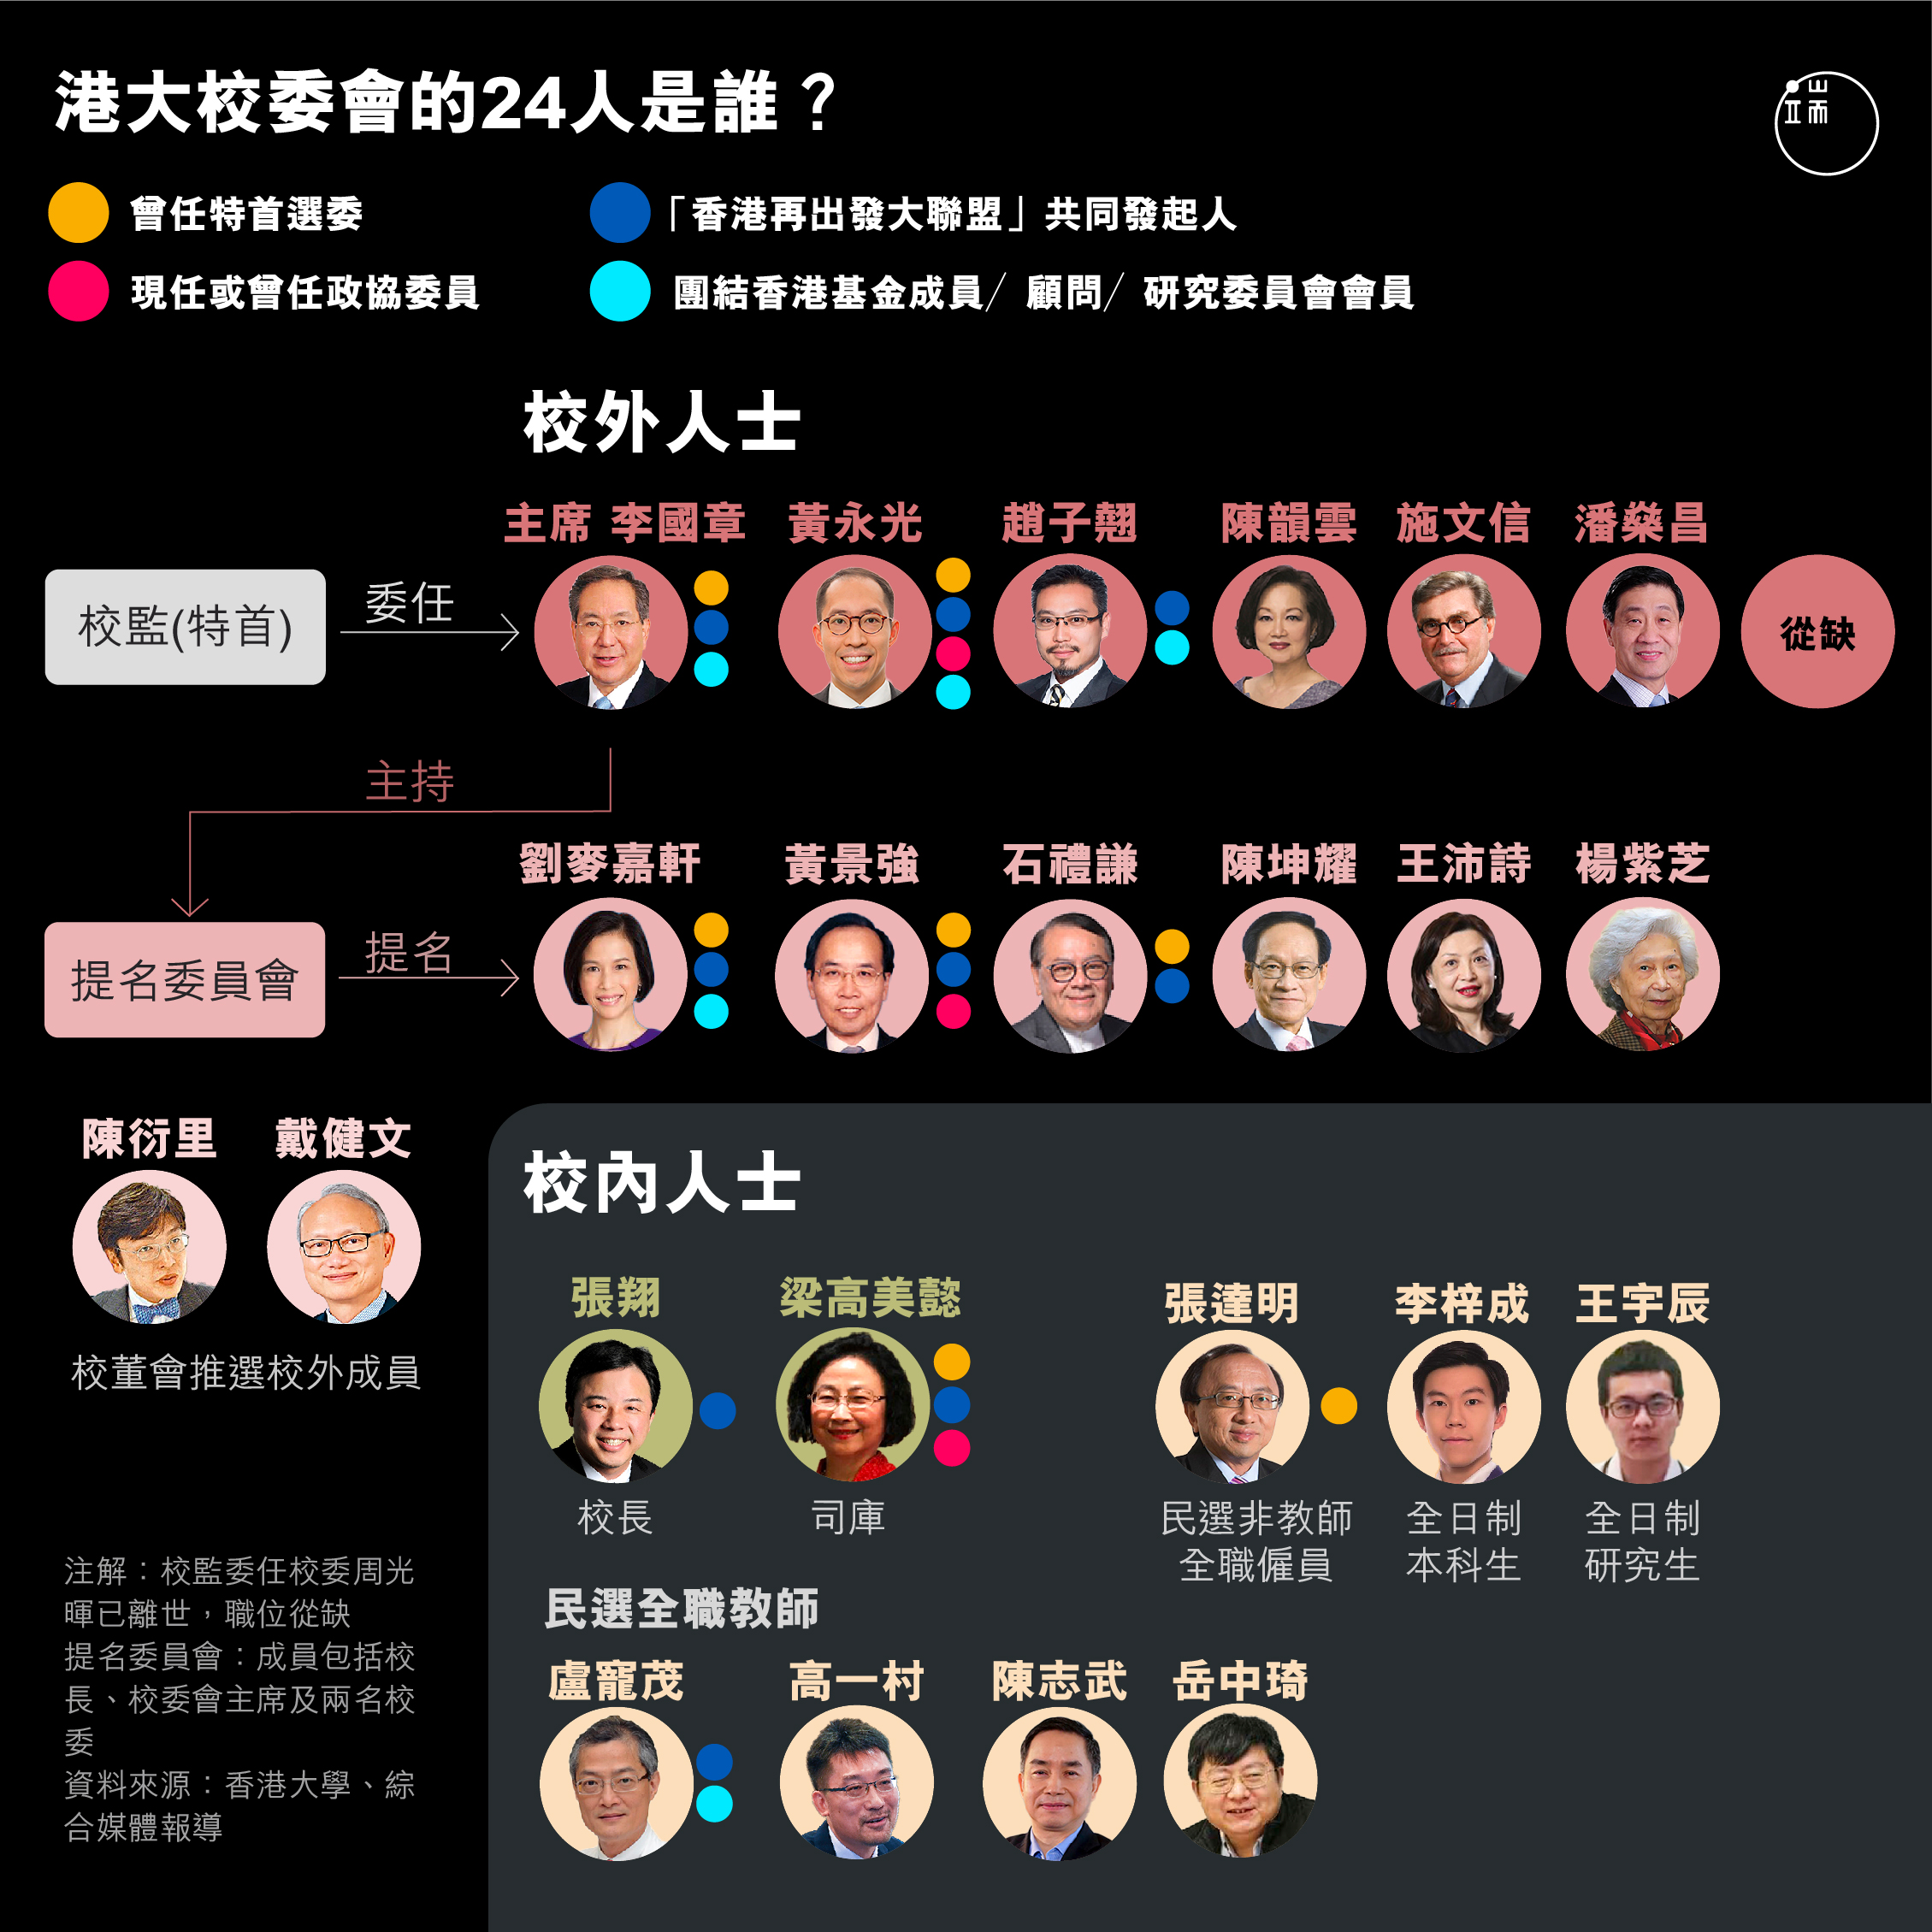 港大校委會的24人是誰？
端
曾任特首選委
「香港再出發大聯盟」共同發起人
現任或曾任政協委員
團結香港基金成員/ 顧問/ 研究委員會會員
校外人士
主席 李國章
黃永光
趙子翹
陳韻雲
施文信
潘燊昌
校監(特首)
委任
從缺
主持
劉麥嘉軒
黃景強
石禮謙
陳坤耀
王沛詩
楊紫芝
提名委員會
提名
陳衍里
戴健文
校董會推選校外成員
校內人士
張翔
梁高美懿
張達明
李梓成
王宇辰
校長
司庫
民選非教師
全職僱員
全日制
本科生
全日制
研究生
民選全職教師
盧寵茂
高一村
陳志武
岳中琦
注解：校監委任校委周光
暉已離世，職位從缺
提名委員會：成員包括校
長、校委會主席及兩名校
委
資料來源：香港大學、綜
合媒體報導